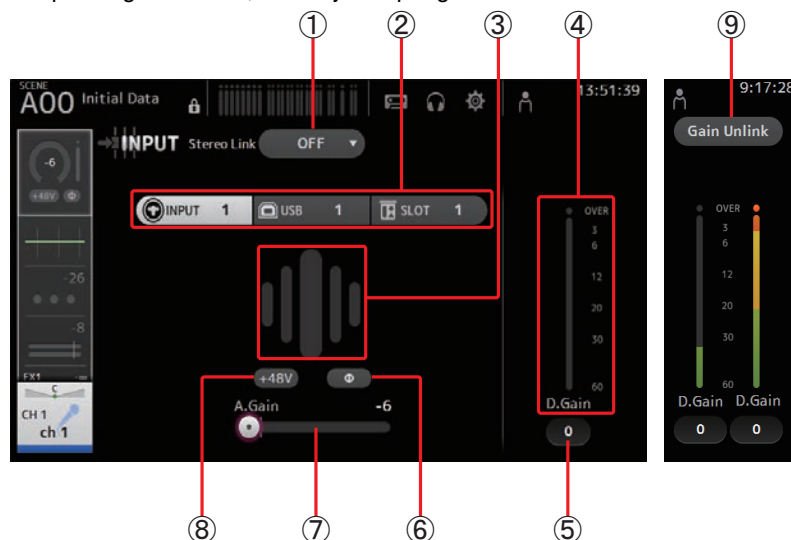 ① ② ③ ④ ⑨
SCENE
A00 Initial Data
13:51:39
9:17:28
INPUT Stereo Link OFF
Gain Unlink
-6
+48V Φ
INPUT 1 USB 1 SLOT 1
OVER
3
6
12
20
30
60
OVER
3
6
12
20
30
60
-26
-8
FX1 -∞
C
CH 1
ch 1
+48V Φ
A.Gain -6
D.Gain
0
D.Gain D.Gain
0 0
⑧ ⑦ ⑥ ⑤